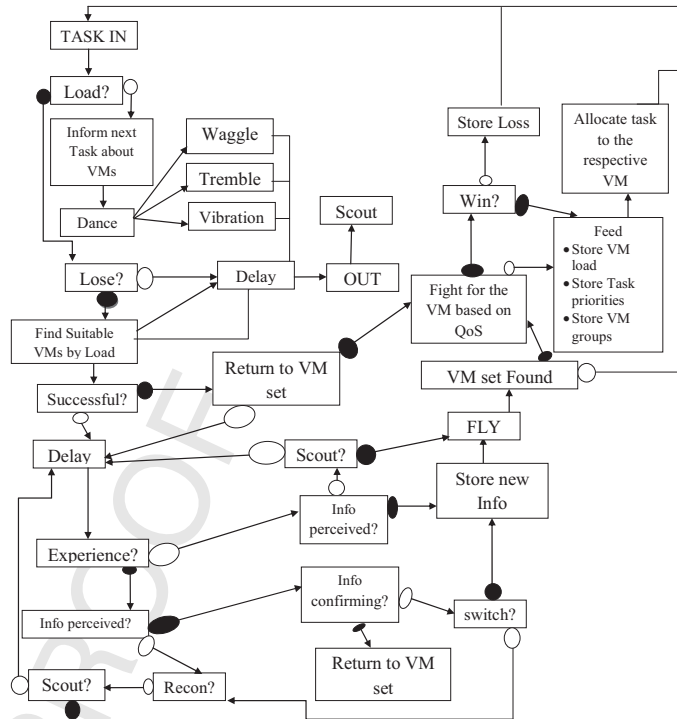 TASK IN
Load?
Inform next
Task about
VMs
Dance
Waggle
Tremble
Vibration
Scout
Store Loss
Win?
Allocate task
to the
respective
VM
Lose?
Delay
OUT
Fight for the
VM based on
QoS
Feed
• Store VM
load
• Store Task
priorities
• Store VM
groups
Find Suitable
VMs by Load
Successful?
Return to VM
set
VM set Found
Delay
Scout?
FLY
Info
perceived?
Store new
Info
Experience?
Info perceived?
Info
confirming?
switch?
Return to VM
set
Scout?
Recon?
PROOF